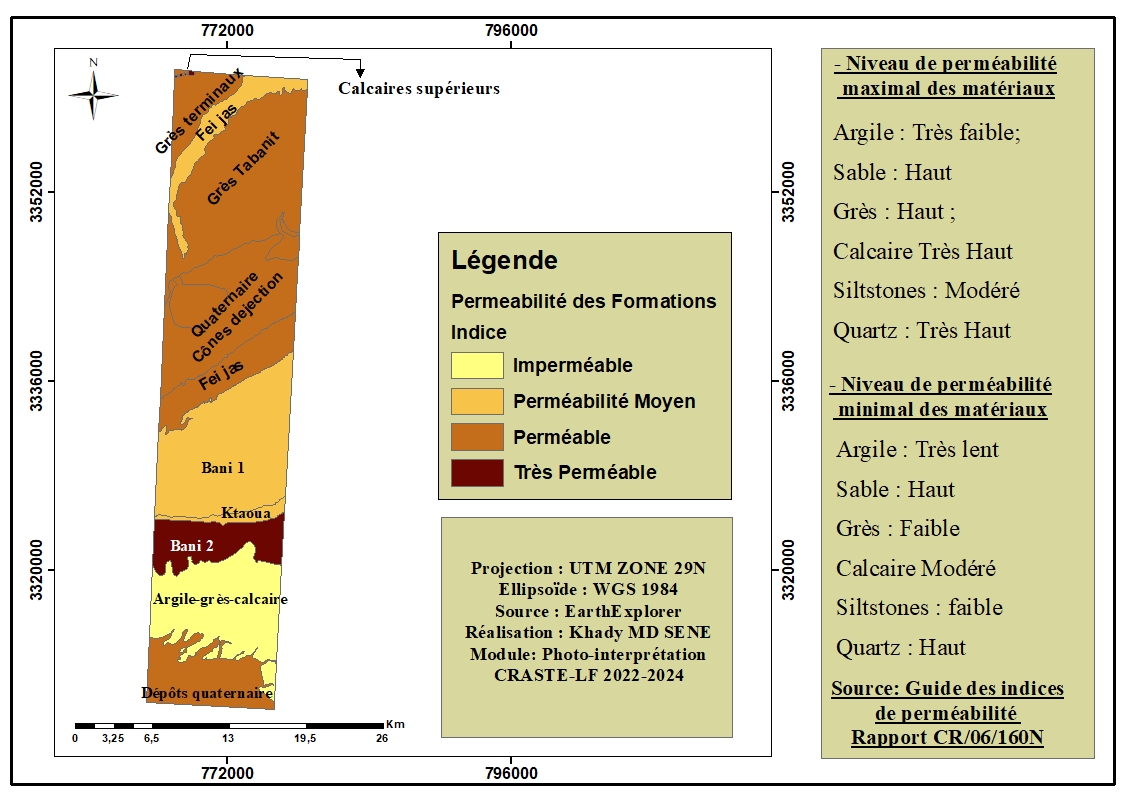 772000
796000
N
Calcaires supérieurs
Grès terminaux
Fei jas
Grès Tabanit
Quaternaire
Cônes dejection
Fei jas
Bani 1
Ktaoua
Bani 2
Argile-grès-calcaire
Dépôts quaternaire
3352000
3336000
3320000
3352000
3336000
3320000
Légende
Permeabilité des Formations
Indice
Imperméable
Perméabilité Moyen
Perméable
Très Perméable
Projection : UTM ZONE 29N
Ellipsoïde : WGS 1984
Source : EarthExplorer
Réalisation : Khady MD SENE
Module: Photo-interprétation
CRASTE-LF 2022-2024
Km
0 3,25 6,5 13 19,5 26
772000
796000
- Niveau de perméabilité
maximal des matériaux
Argile : Très faible;
Sable : Haut
Grès : Haut ;
Calcaire Très Haut
Siltstones : Modéré
Quartz : Très Haut
- Niveau de perméabilité
minimal des matériaux
Argile : Très lent
Sable : Haut
Grès : Faible
Calcaire Modéré
Siltstones : faible
Quartz : Haut
Source: Guide des indices
de perméabilité
Rapport CR/06/160N